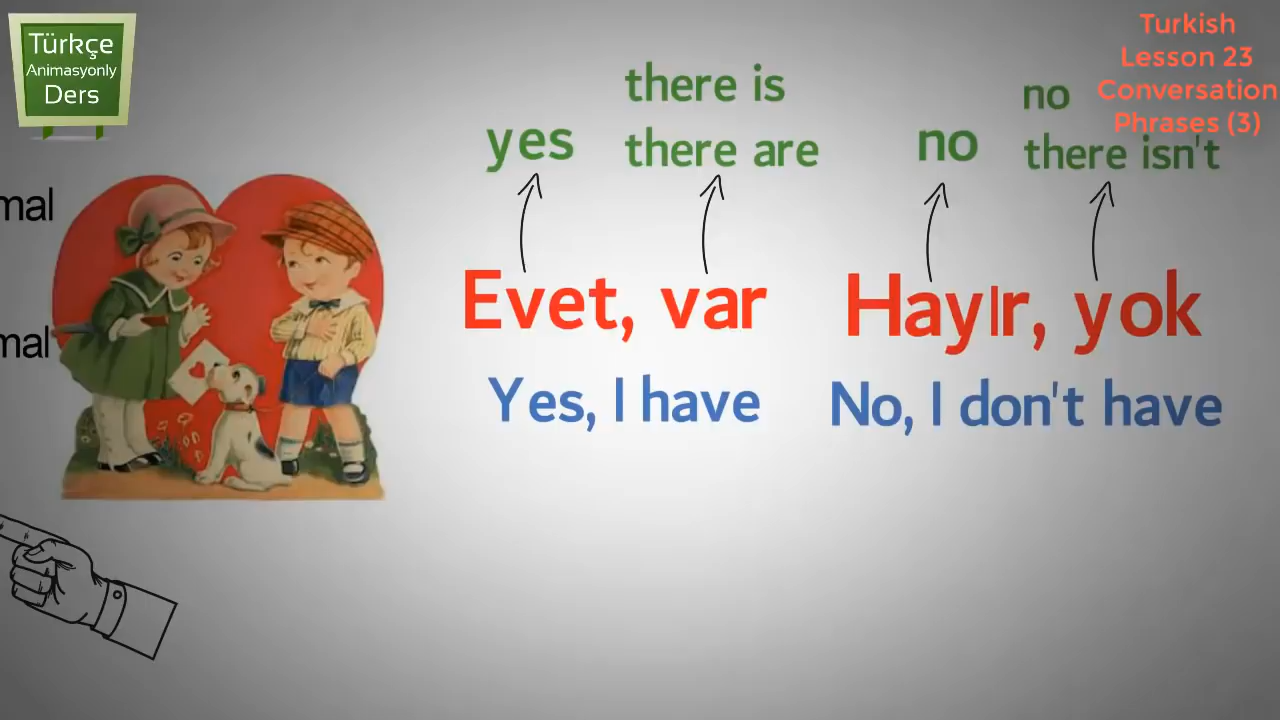 Türkçe
Animasyonly
Ders
Turkish
Lesson 23
Conversation
Phrases (3)
there is
no
yes
there are
no
there isn't
mal
Evet, var
Hayır, yok
mal
Yes, I have
No, I don't have